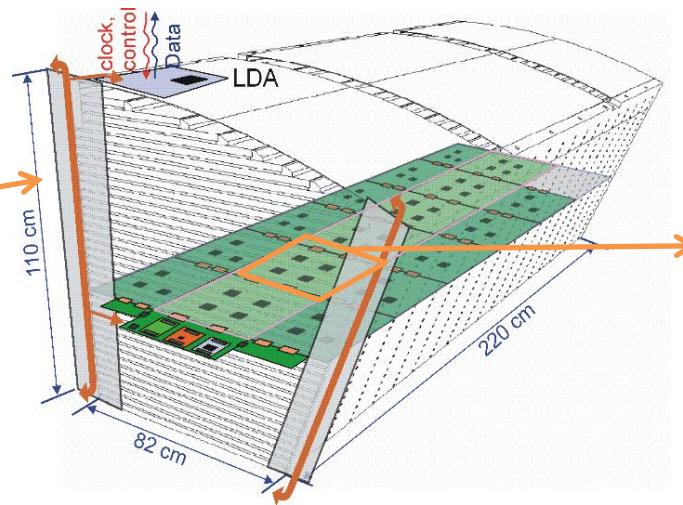 clock,
control
Data
LDA
110 cm
82 cm
220 cm